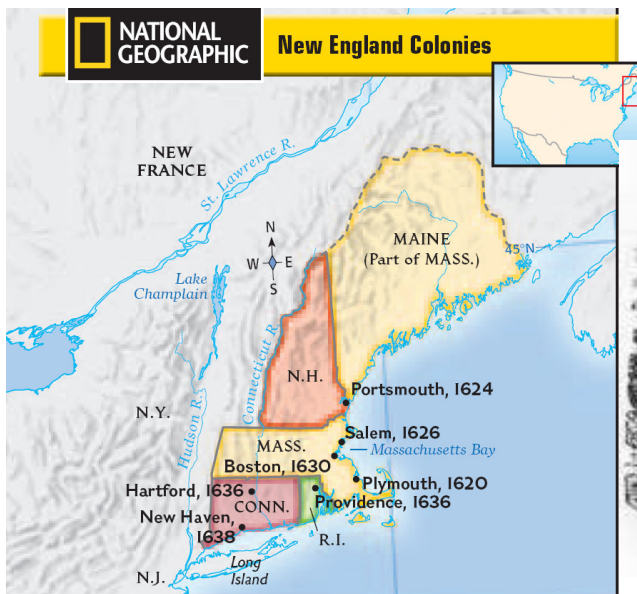 NATIONAL
GEOGRAPHIC
New England Colonies
NEW
FRANCE
St. Lawrence R.
N
W
E
S
MAINE
(Part of MASS.)
45°N
Lake
Champlain
Connecticut R.
Hudson R.
N.H.
Portsmouth, 1624
N.Y.
Salem, 1626
MASS.
Massachusetts Bay
Boston, 1630
Plymouth, 1620
Hartford, 1636
Providence, 1636
CONN.
New Haven,
1638
R.I.
Long
Island
N.J.